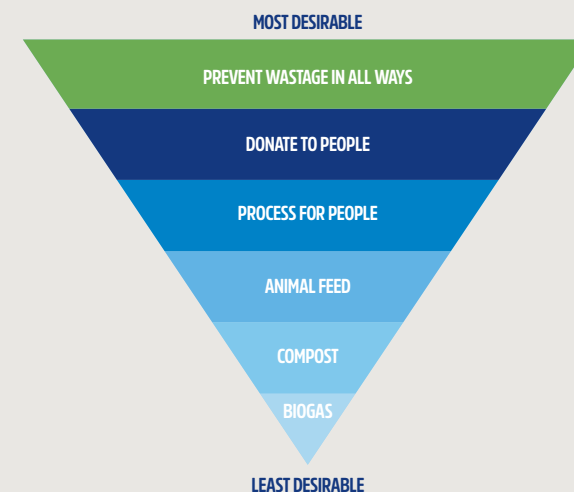 MOST DESIRABLE
PREVENT WASTAGE IN ALL WAYS
DONATE TO PEOPLE
PROCESS FOR PEOPLE
ANIMAL FEED
COMPOST
BIOGAS
LEAST DESIRABLE